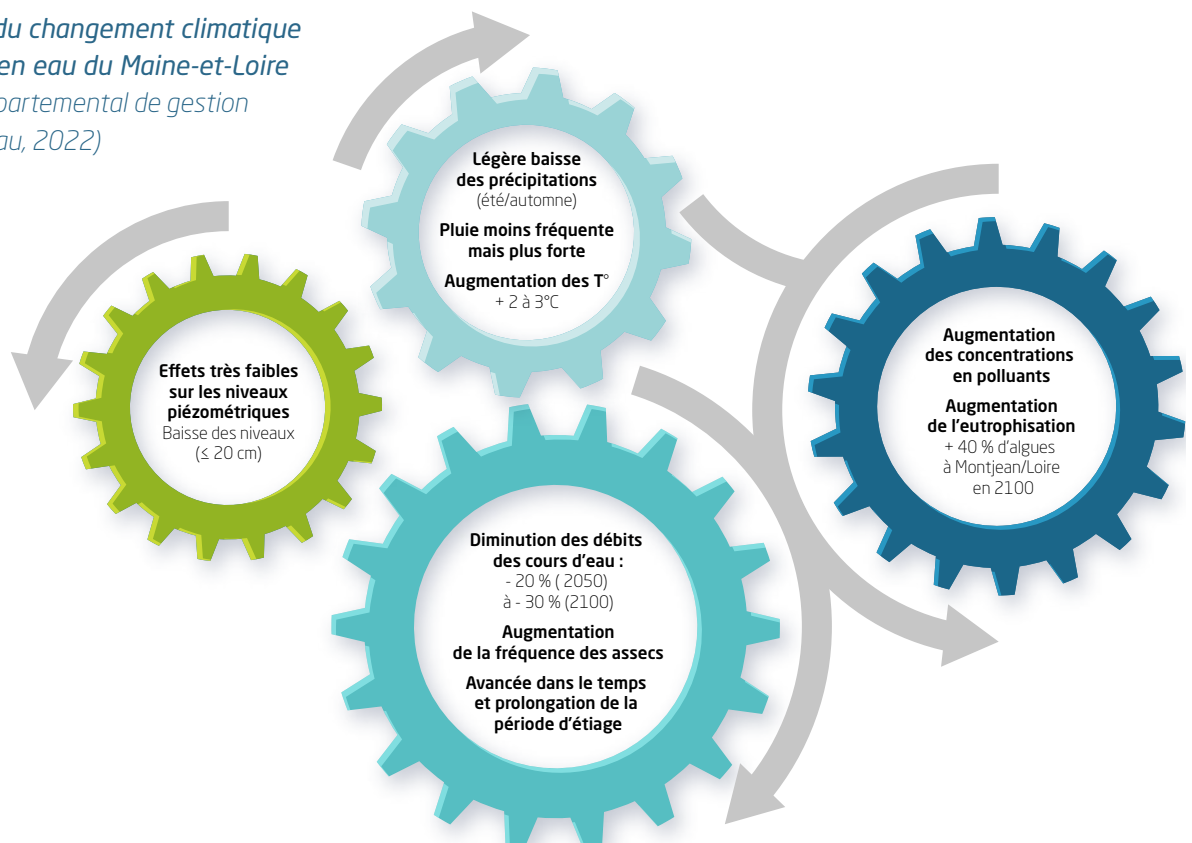 du changement climatique
en eau du Maine-et-Loire
partemental de gestion
au, 2022)
Légère baisse
des précipitations
(été/automne)
Pluie moins fréquente
mais plus forte
Augmentation des T°
+ 2 à 3°C
Effets très faibles
sur les niveaux
piézométriques
Baisse des niveaux
(≤ 20 cm)
Augmentation
des concentrations
en polluants
Augmentation
de l'eutrophisation
+ 40 % d'algues
à Montjean/Loire
en 2100
Diminution des débits
des cours d'eau :
- 20 % ( 2050)
à - 30 % (2100)
Augmentation
de la fréquence des assecs
Avancée dans le temps
et prolongation de la
période d'étiage